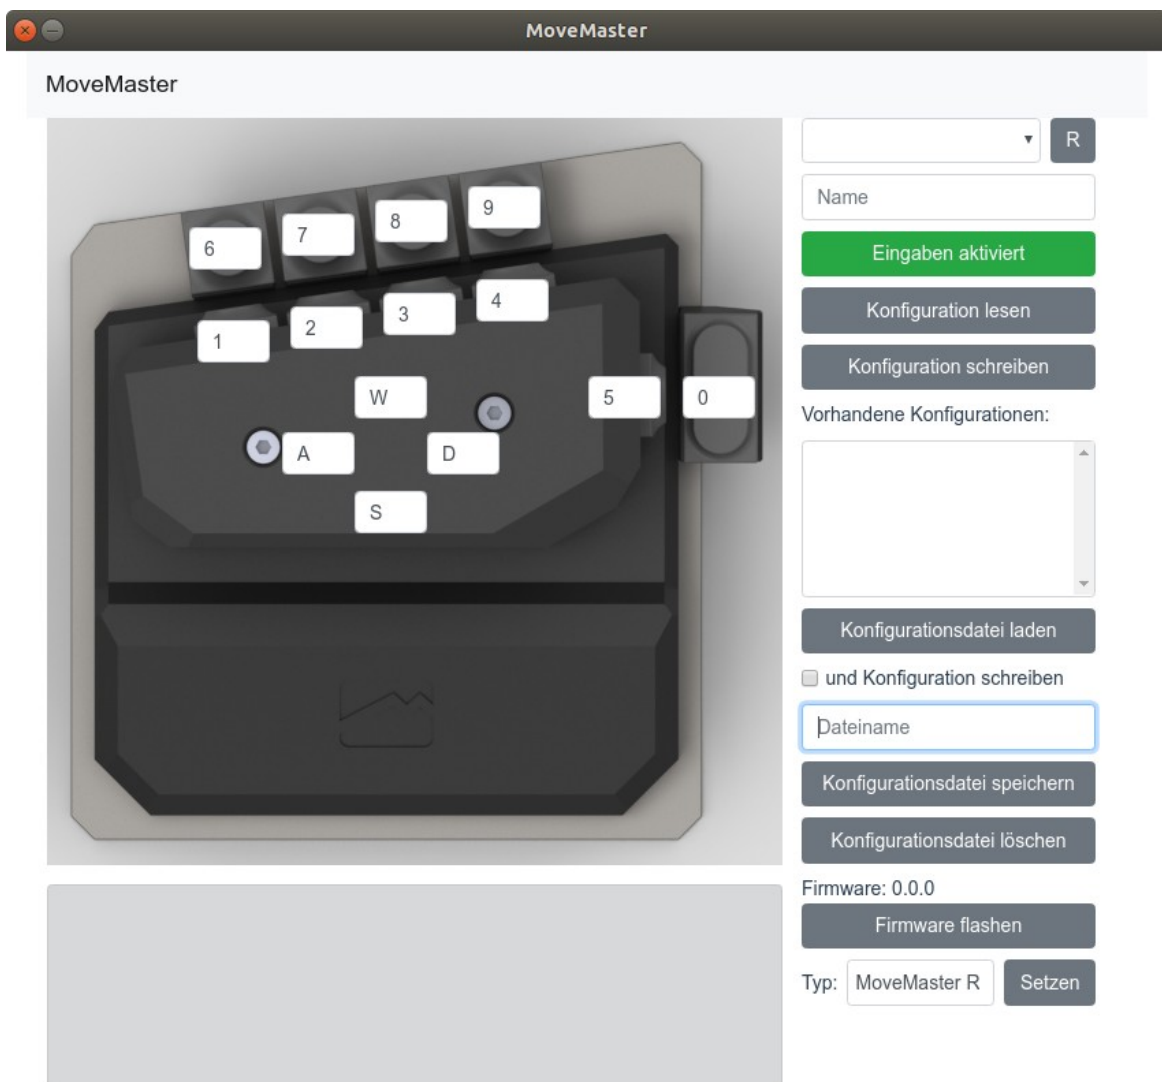 MoveMaster
MoveMaster
R
Name
Eingaben aktiviert
Konfiguration lesen
Konfiguration schreiben
Vorhandene Konfigurationen:
Konfigurationsdatei laden
und Konfiguration schreiben
Dateiname
Konfigurationsdatei speichern
Konfigurationsdatei löschen
Firmware: 0.0.0
Firmware flashen
Typ: MoveMaster R Setzen
6 7 8 9
1 2 3 4
W 5 0
A D
S